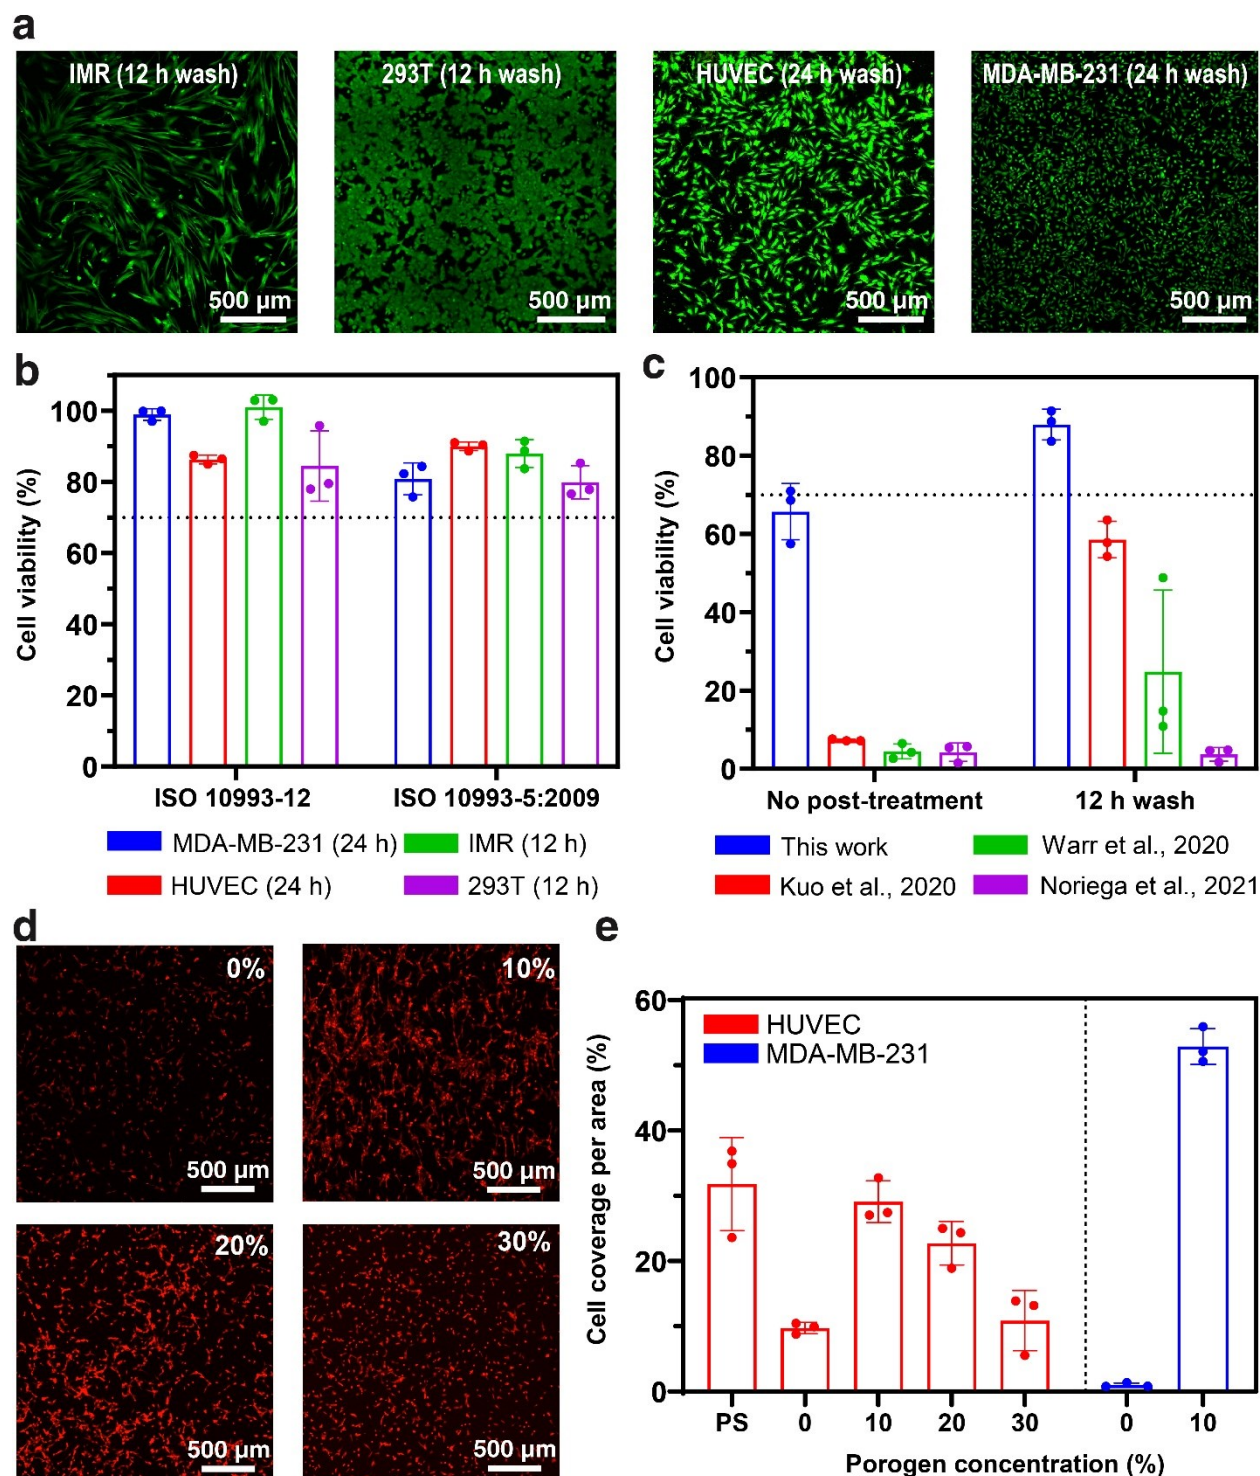 a
IMR (12 h wash)
293T (12 h wash)
HUVEC (24 h wash)
MDA-MB-231 (24 h wash)
500 µm
500 µm
500 µm
500 µm
b
Cell viability (%)
100
80
60
40
20
0
ISO 10993-12
ISO 10993-5:2009
MDA-MB-231 (24 h)
IMR (12 h)
HUVEC (24 h)
293T (12 h)
c
Cell viability (%)
100
80
60
40
20
0
No post-treatment
12 h wash
This work
Warr et al., 2020
Kuo et al., 2020
Noriega et al., 2021
d
0%
10%
500 µm
500 µm
20%
30%
500 µm
500 µm
e
Cell coverage per area (%)
60
40
20
0
HUVEC
MDA-MB-231
PS
0
10
20
30
0
10
Porogen concentration (%)